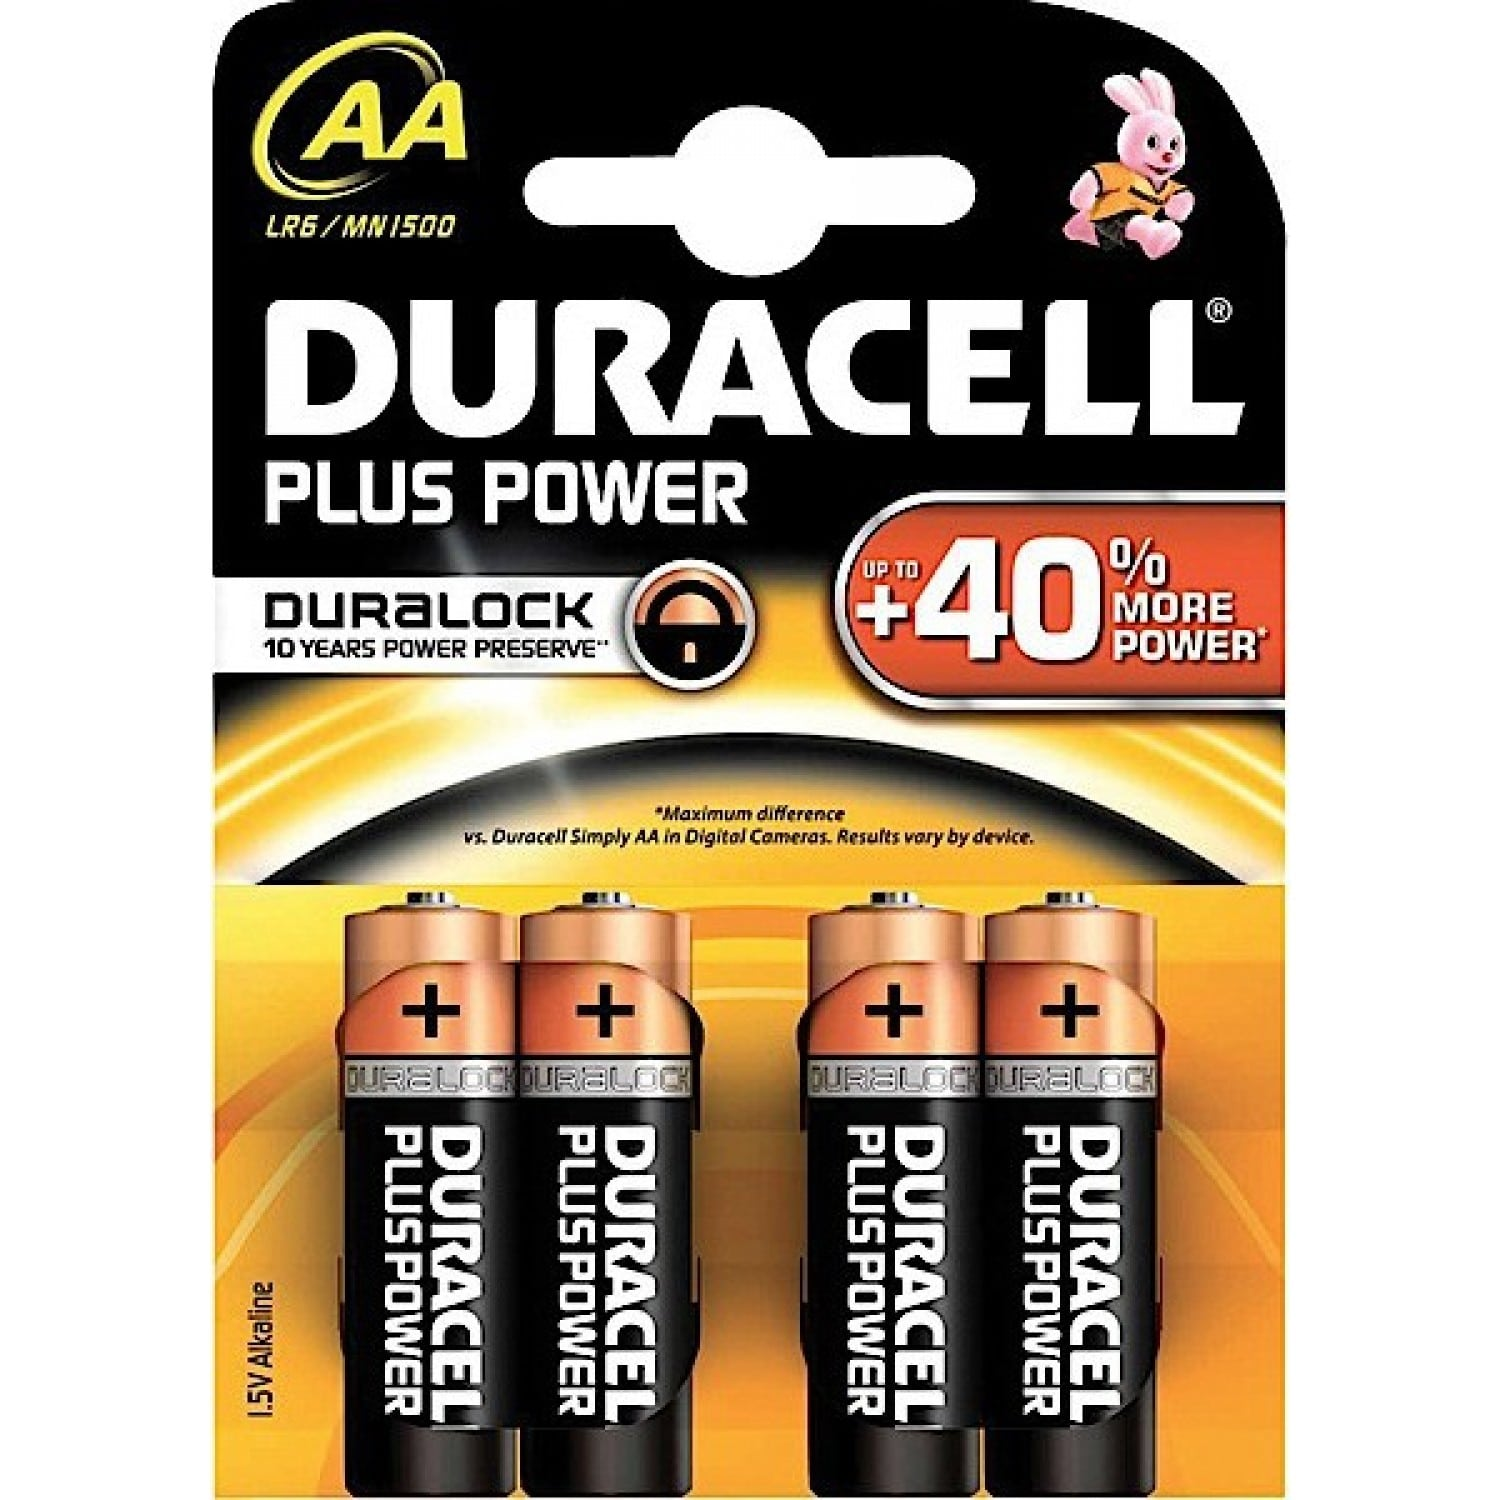 AA
LR6/MN1500
DURACELL®
PLUS POWER
DURALOCK
10 YEARS POWER PRESERVE**
UP TO
+40%
MORE
POWER*
*Maximum difference
vs. Duracell Simply AA in Digital Cameras. Results vary by device.
+
+
+
+
DURALOCK
DURALOCK
DURALOCK
DURALOCK
DURACELL
PLUS POWER
DURACELL
PLUS POWER
DURACELL
PLUS POWER
DURACELL
PLUS POWER
1.5V Alkaline